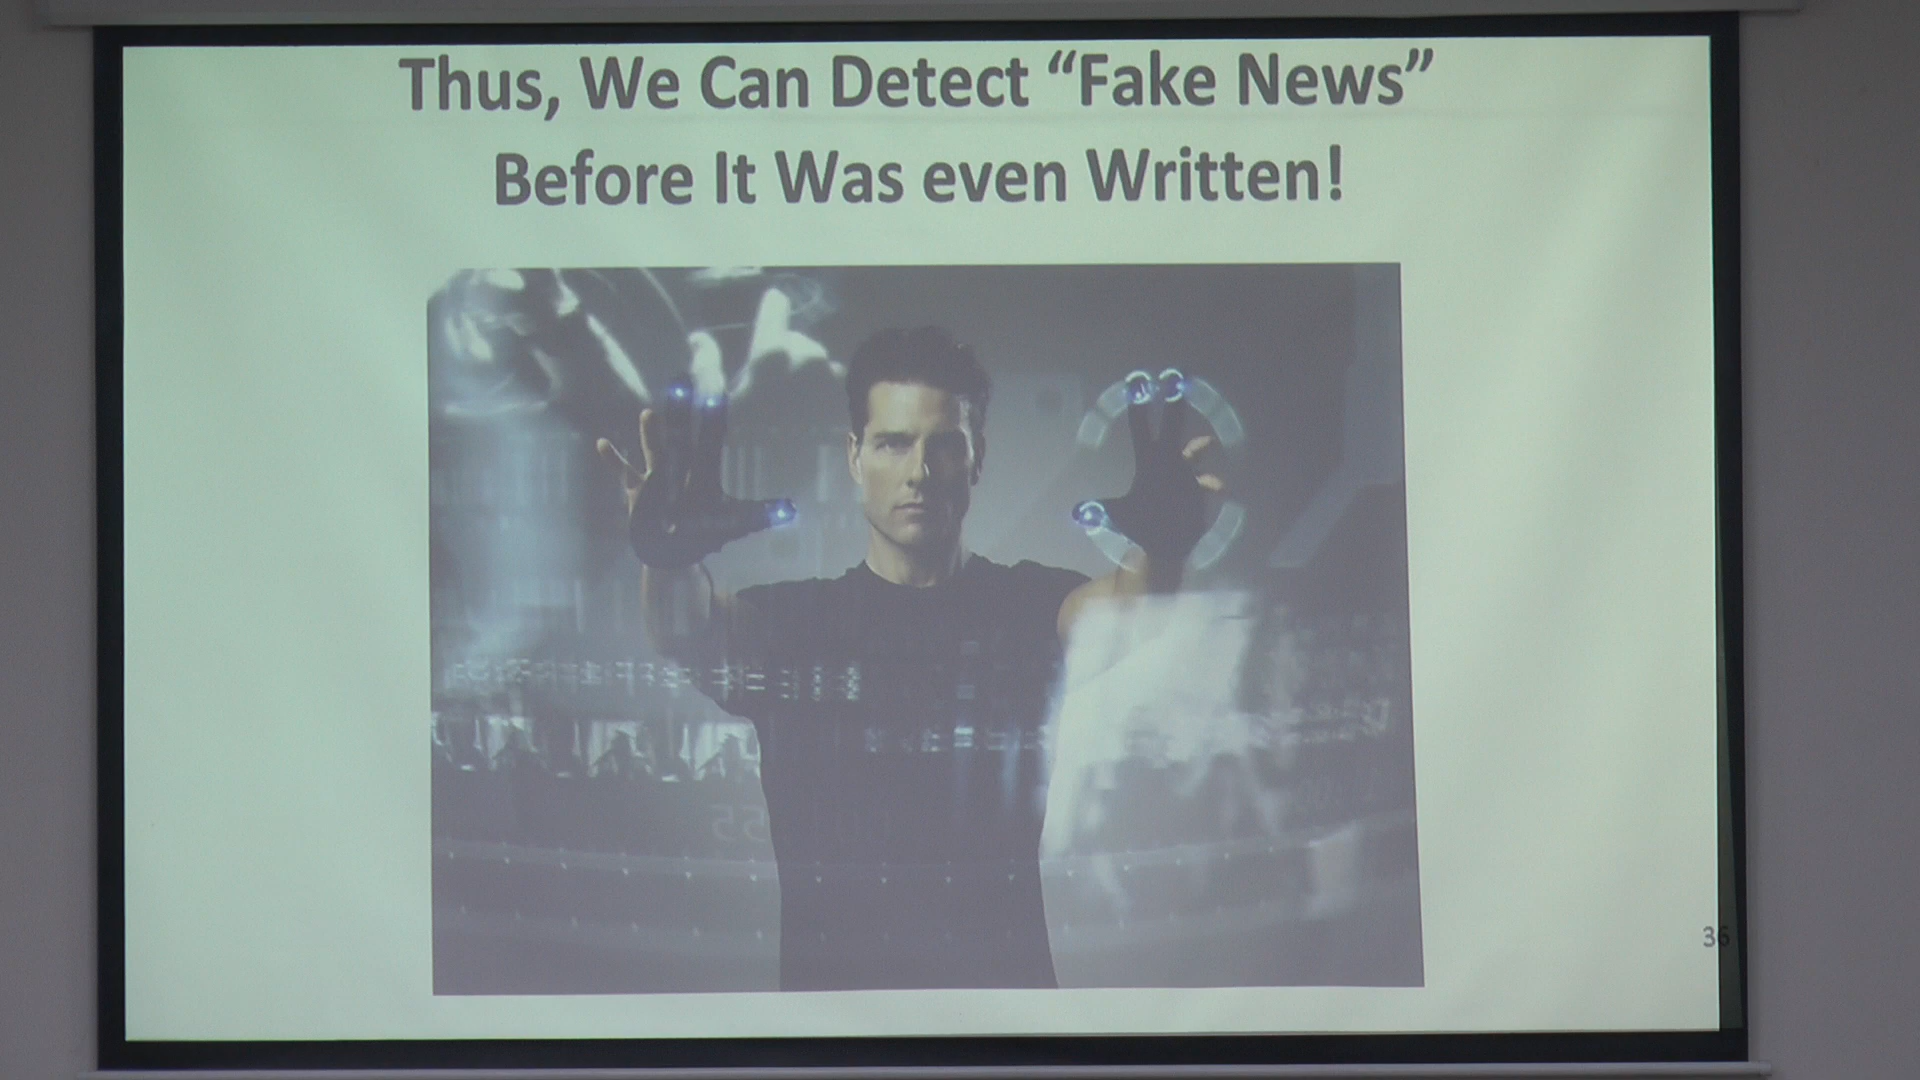 Thus, We Can Detect “Fake News”
Before It Was even Written!
36